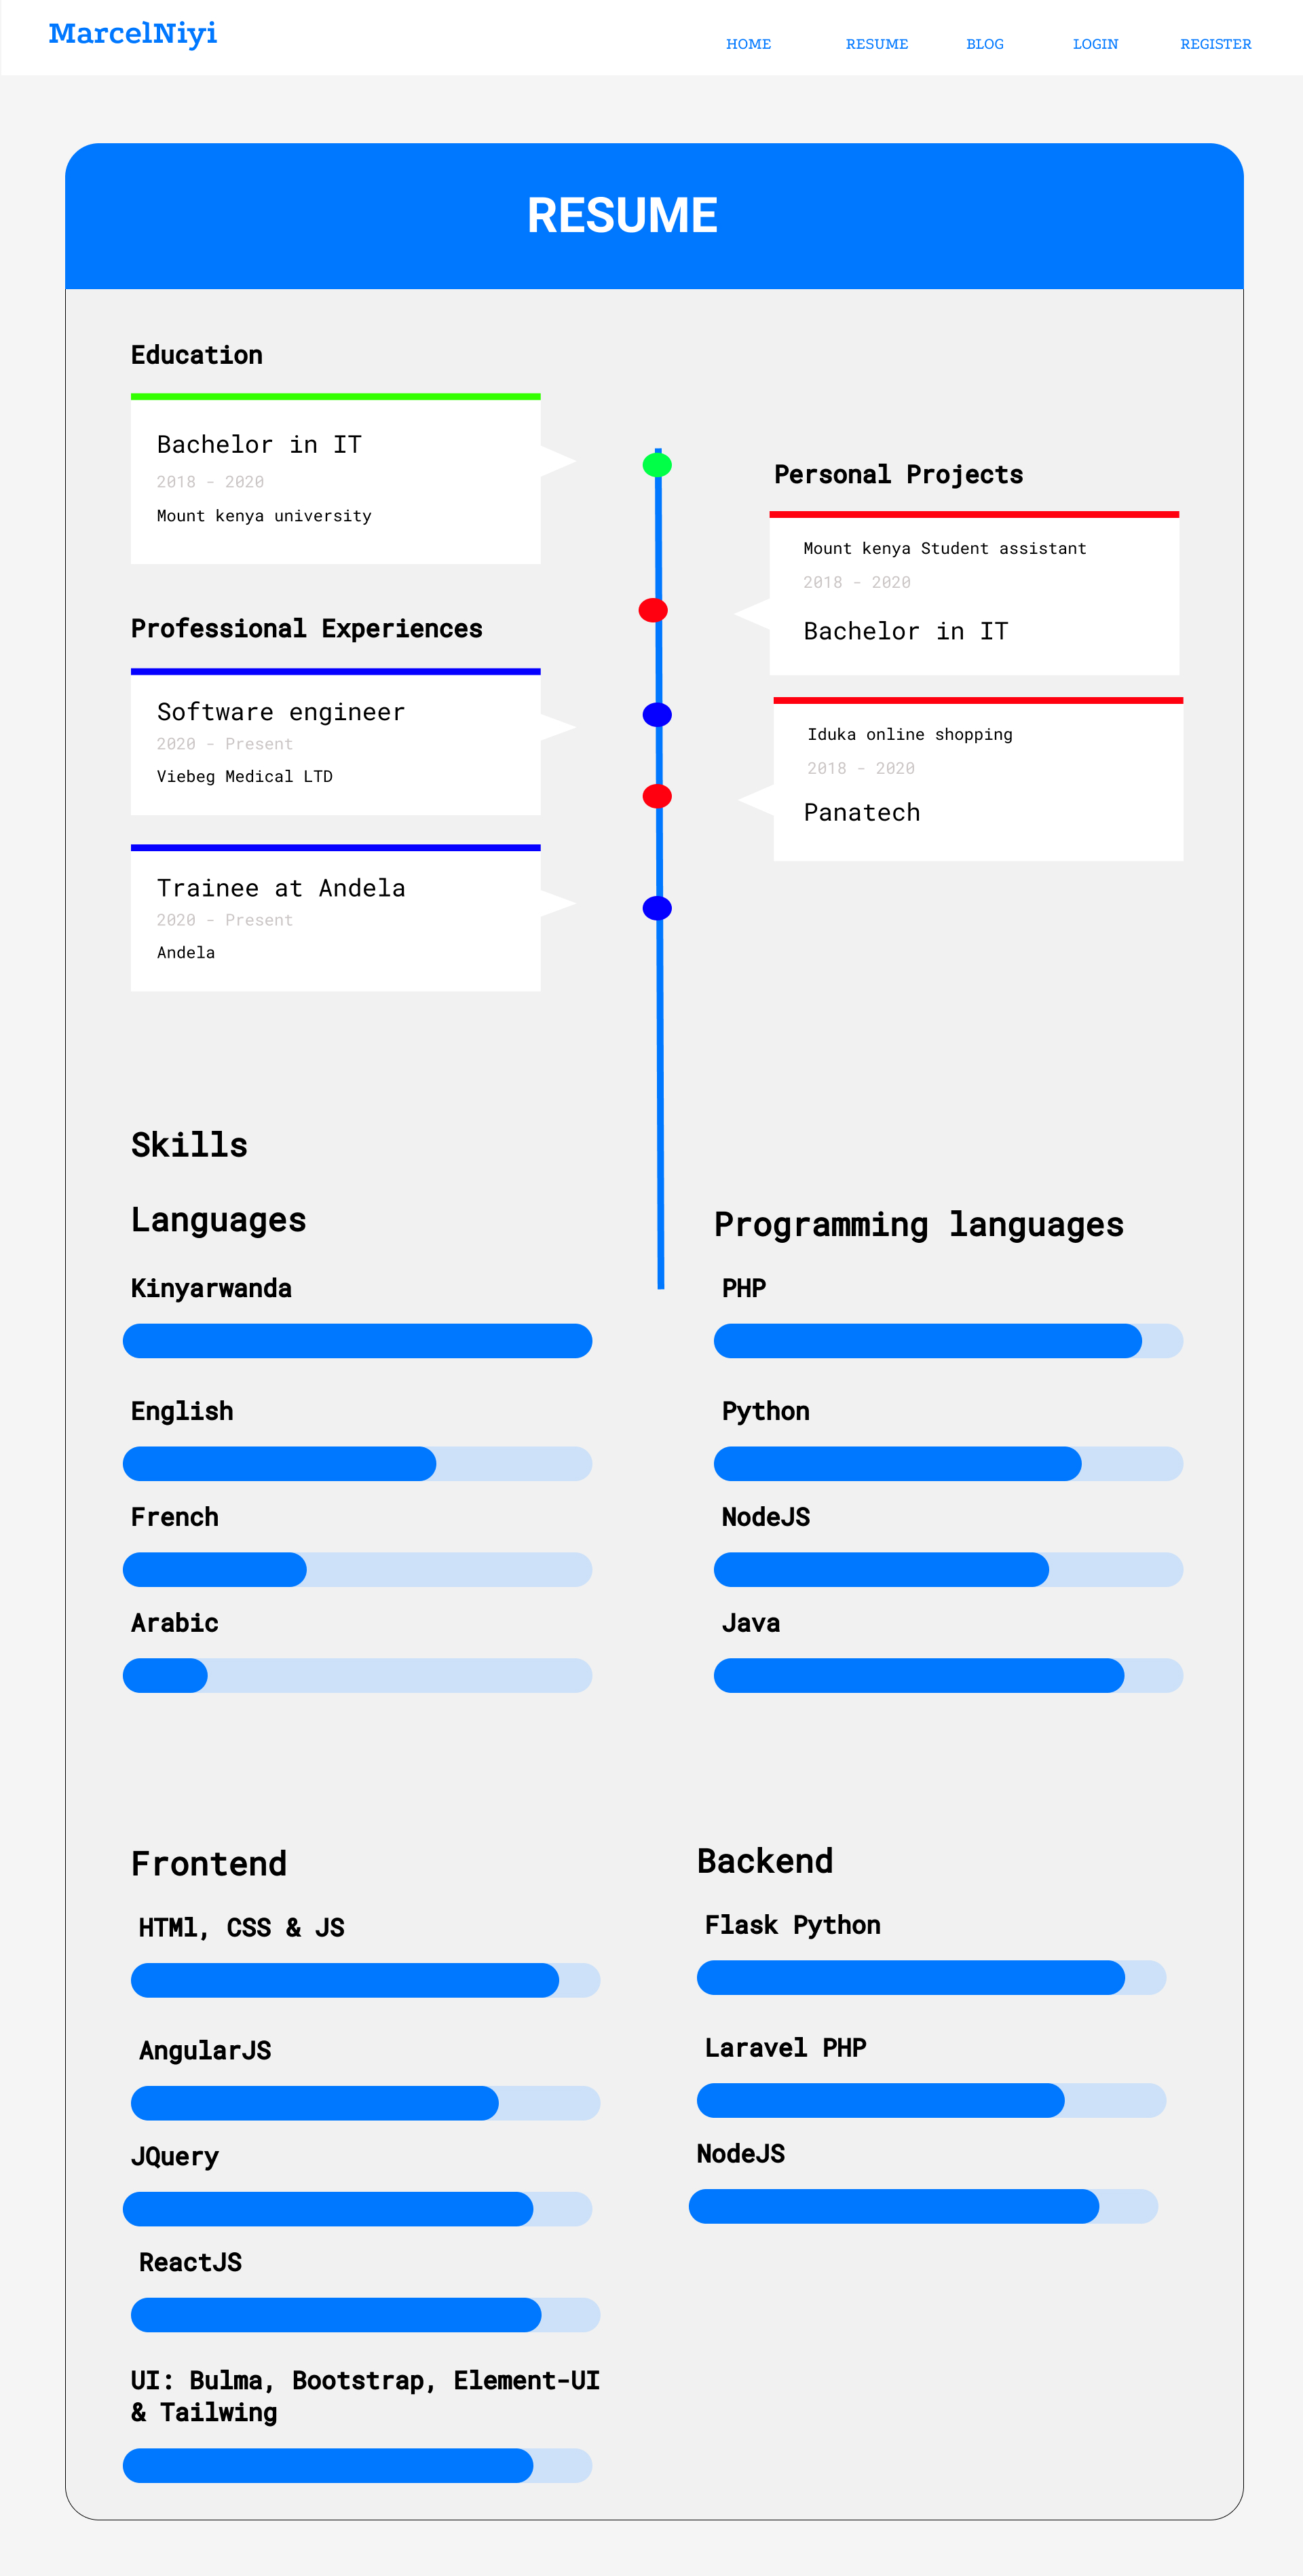 MarcelNiyi
HOME RESUME BLOG LOGIN REGISTER
RESUME
Education
Bachelor in IT
2018 - 2020
Mount kenya university
Personal Projects
Mount kenya Student assistant
2018 - 2020
Bachelor in IT
Professional Experiences
Software engineer
2020 - Present
Viebeg Medical LTD
Iduka online shopping
2018 - 2020
Panatech
Trainee at Andela
2020 - Present
Andela
Skills
Languages
Kinyarwanda
English
French
Arabic
Programming languages
PHP
Python
NodeJS
Java
Frontend
HTMl, CSS & JS
AngularJS
JQuery
ReactJS
UI: Bulma, Bootstrap, Element-UI
& Tailwing
Backend
Flask Python
Laravel PHP
NodeJS